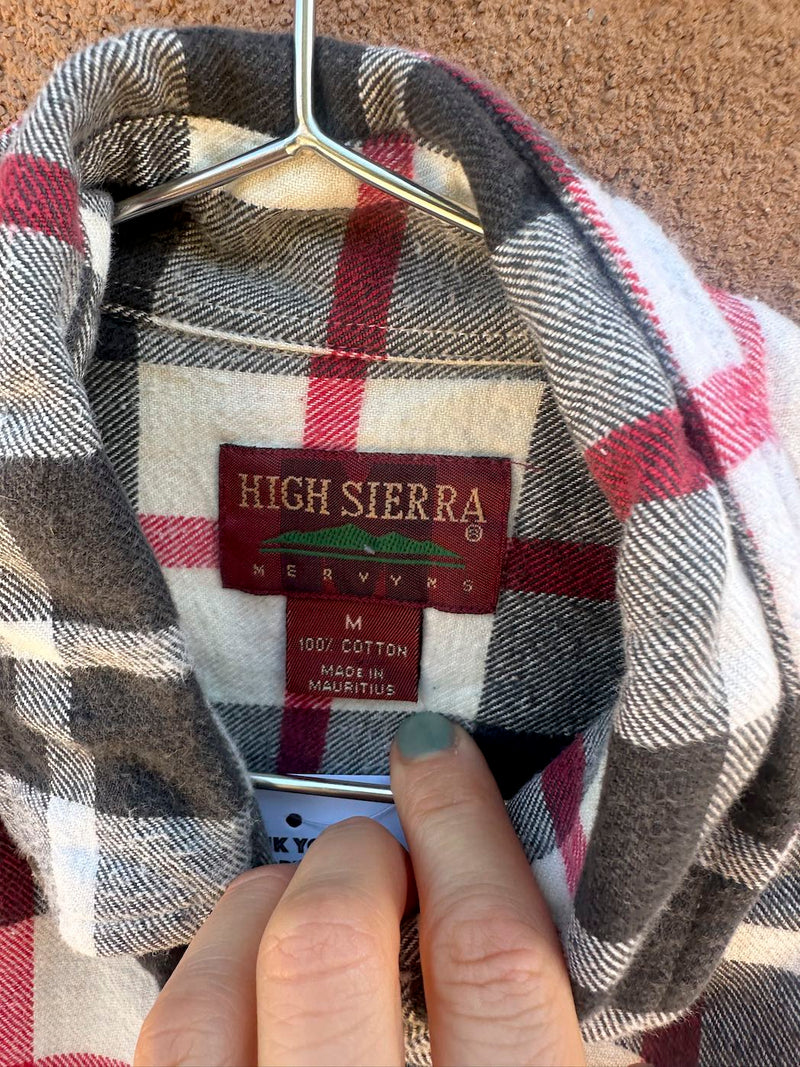 HIGH SIERRA®
MERVYNS
M
100% COTTON
MADE IN
MAURITIUS